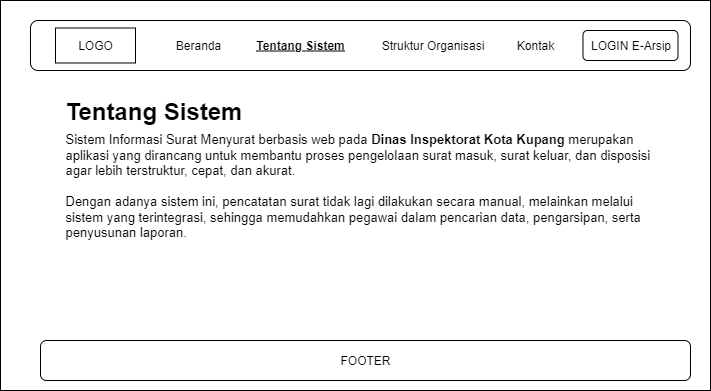 LOGO Beranda Tentang Sistem Struktur Organisasi Kontak LOGIN E-Arsip
Tentang Sistem
Sistem Informasi Surat Menyurat berbasis web pada Dinas Inspektorat Kota Kupang merupakan
aplikasi yang dirancang untuk membantu proses pengelolaan surat masuk, surat keluar, dan disposisi
agar lebih terstruktur, cepat, dan akurat.
Dengan adanya sistem ini, pencatatan surat tidak lagi dilakukan secara manual, melainkan melalui
sistem yang terintegrasi, sehingga memudahkan pegawai dalam pencarian data, pengarsipan, serta
penyusunan laporan.
FOOTER